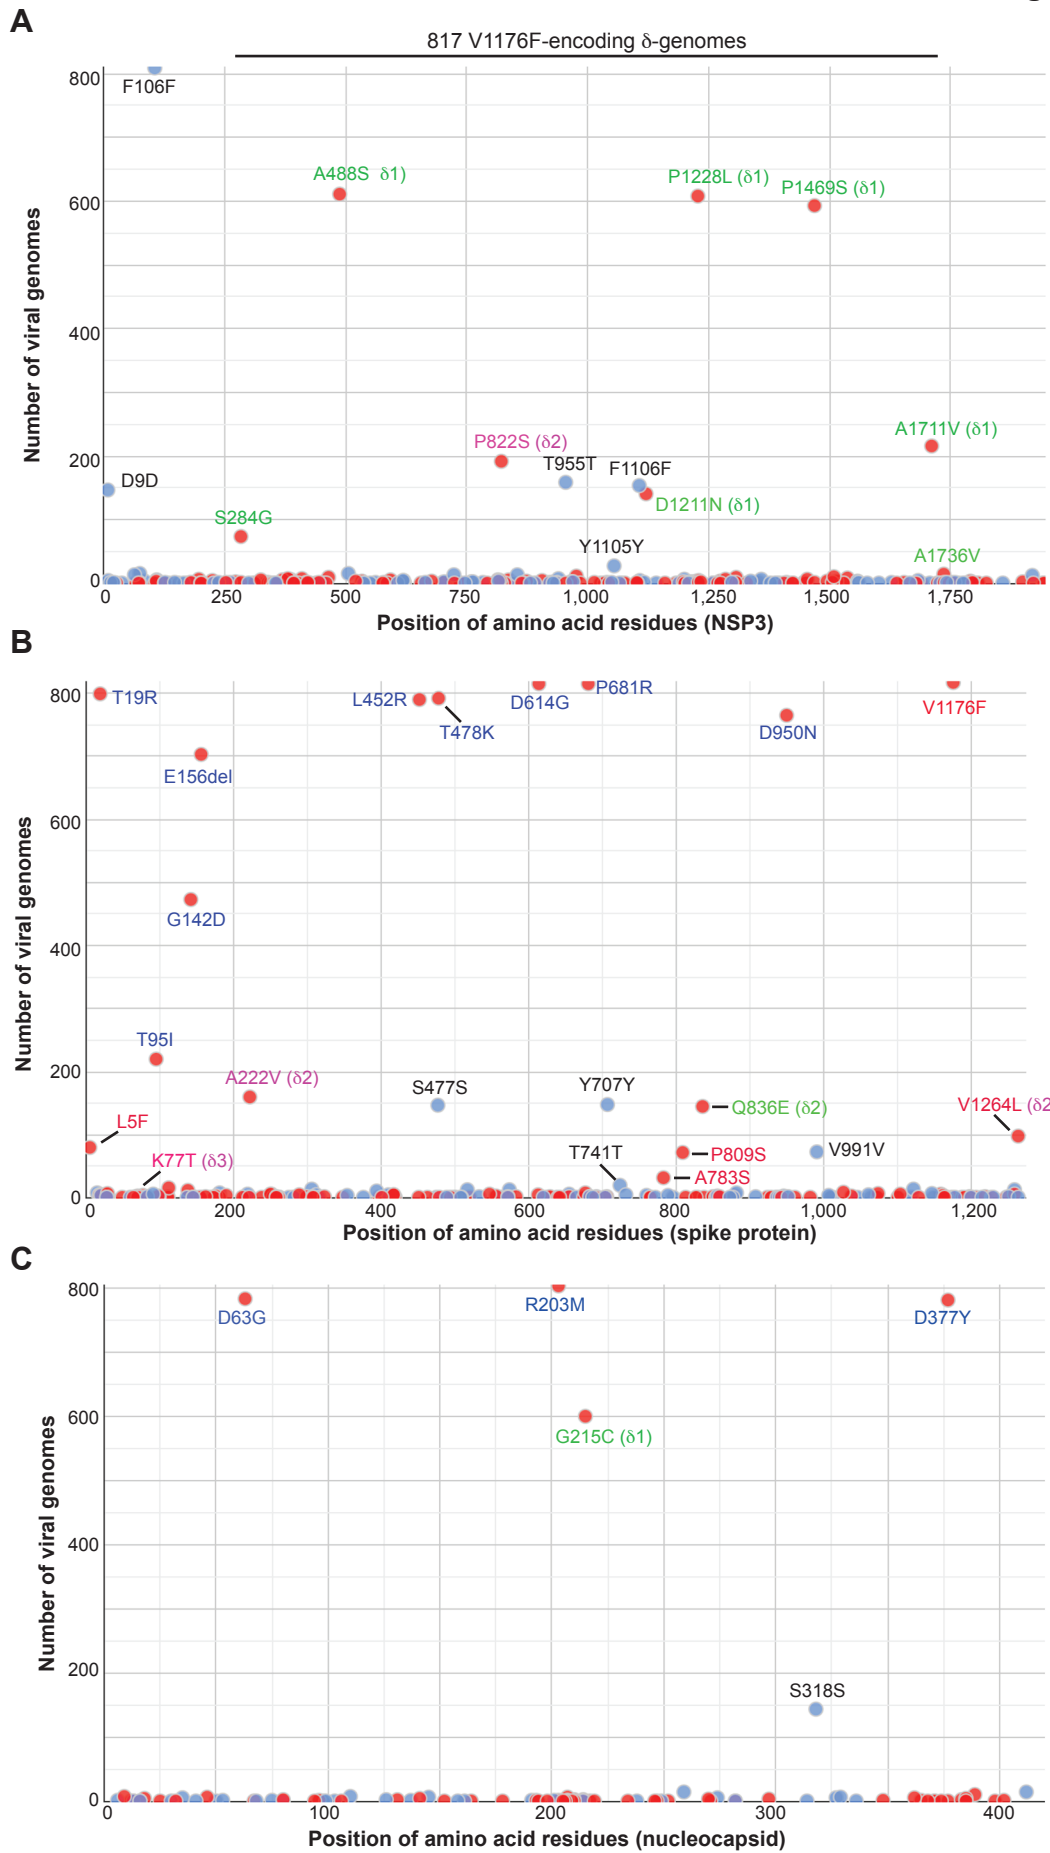 A
817 V1176F-encoding δ-genomes
800
F106F
A488S δ1)
P1228L (δ1)
P1469S (δ1)
600
Number of viral genomes
400
A1711V (δ1)
P822S (δ2)
200
T955T
F1106F
D9D
D1211N (δ1)
S284G
Y1105Y
A1736V
0
0 250 500 750 1,000 1,250 1,500 1,750
Position of amino acid residues (NSP3)
B
800
T19R
L452R
T478K
D614G
P681R
D950N
V1176F
E156del
600
Number of viral genomes
G142D
400
T95I
200
A222V (δ2)
S477S
Y707Y
Q836E (δ2)
V1264L (δ2
L5F
K77T (δ3)
T741T
P809S
V991V
A783S
0
0 200 400 600 800 1,000 1,200
Position of amino acid residues (spike protein)
C
800
D63G
R203M
D377Y
600
G215C (δ1)
Number of viral genomes
400
200
S318S
0
0 100 200 300 400
Position of amino acid residues (nucleocapsid)